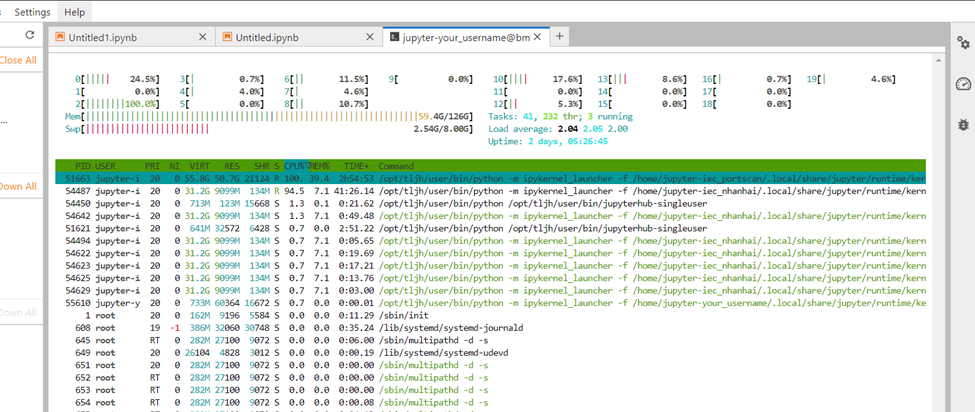 Settings Help
Untitled1.ipynb Untitled.ipynb jupyter-your_username@bm
Close All
0[||||| 24.5%] 3[| 0.7%] 6[|| 11.5%] 9[ 0.0%] 10[|||| 17.6%] 13[||| 8.6%] 16[| 0.7%] 19[| 4.6%]
1[ 0.0%] 4[| 4.0%] 7[| 4.6%] 11[ 0.0%] 14[ 0.0%] 17[ 0.0%]
2[||||||||100.0%] 5[ 0.0%] 8[|| 10.7%] 12[|| 5.3%] 15[ 0.0%] 18[ 0.0%]
Mem[ 59.4G/126G] Tasks: 41, 232 thr; 3 running
Swp[ 2.54G/8.00G] Load average: 2.04 2.05 2.00
Uptime: 2 days, 05:26:45
...
PID USER PRI NI VIRT RES SHR S CPU% MEM% TIME+ Command
51663 jupyter-i 20 0 55.8G 50.7G 21124 R 100. 39.4 2h54:53 /opt/tljh/user/bin/python -m ipykernel_launcher -f /home/jupyter-iec_portscan/.local/share/jupyter/runtime/kern
Down All
54487 jupyter-i 20 0 31.2G 9099M 134M R 94.5 7.1 41:26.14 /opt/tljh/user/bin/python -m ipykernel_launcher -f /home/jupyter-iec_nhanhai/.local/share/jupyter/runtime/kern
54450 jupyter-i 20 0 713M 123M 15668 S 1.3 0.1 0:21.62 /opt/tljh/user/bin/python /opt/tljh/user/bin/jupyterhub-singleuser
54642 jupyter-i 20 0 31.2G 9099M 134M S 1.3 7.1 0:49.48 /opt/tljh/user/bin/python -m ipykernel_launcher -f /home/jupyter-iec_nhanhai/.local/share/jupyter/runtime/kern
51621 jupyter-i 20 0 641M 32572 6428 S 0.7 0.0 2:51.22 /opt/tljh/user/bin/python /opt/tljh/user/bin/jupyterhub-singleuser
54494 jupyter-i 20 0 31.2G 9099M 134M S 0.7 7.1 0:05.65 /opt/tljh/user/bin/python -m ipykernel_launcher -f /home/jupyter-iec_nhanhai/.local/share/jupyter/runtime/kern
54622 jupyter-i 20 0 31.2G 9099M 134M S 0.7 7.1 0:19.69 /opt/tljh/user/bin/python -m ipykernel_launcher -f /home/jupyter-iec_nhanhai/.local/share/jupyter/runtime/kern
54623 jupyter-i 20 0 31.2G 9099M 134M S 0.7 7.1 0:17.21 /opt/tljh/user/bin/python -m ipykernel_launcher -f /home/jupyter-iec_nhanhai/.local/share/jupyter/runtime/kern
54625 jupyter-i 20 0 31.2G 9099M 134M S 0.7 7.1 0:13.76 /opt/tljh/user/bin/python -m ipykernel_launcher -f /home/jupyter-iec_nhanhai/.local/share/jupyter/runtime/kern
54629 jupyter-i 20 0 31.2G 9099M 134M S 0.7 7.1 0:03.00 /opt/tljh/user/bin/python -m ipykernel_launcher -f /home/jupyter-iec_nhanhai/.local/share/jupyter/runtime/kern
55610 jupyter-y 20 0 733M 60364 16672 S 0.7 0.0 0:00.01 /opt/tljh/user/bin/python -m ipykernel_launcher -f /home/jupyter-your_username/.local/share/jupyter/runtime/ke
Down All
1 root 20 0 162M 9196 5584 S 0.0 0.0 0:11.29 /sbin/init
608 root 19 -1 386M 32060 30748 S 0.0 0.0 0:35.24 /lib/systemd/systemd-journald
645 root RT 0 282M 27100 9072 S 0.0 0.0 0:06.00 /sbin/multipathd -d -s
649 root 20 0 26104 4828 3012 S 0.0 0.0 0:00.19 /lib/systemd/systemd-udevd
651 root 20 0 282M 27100 9072 S 0.0 0.0 0:00.00 /sbin/multipathd -d -s
652 root RT 0 282M 27100 9072 S 0.0 0.0 0:00.00 /sbin/multipathd -d -s
653 root RT 0 282M 27100 9072 S 0.0 0.0 0:00.00 /sbin/multipathd -d -s
654 root RT 0 282M 27100 9072 S 0.0 0.0 0:00.08 /sbin/multipathd -d -s